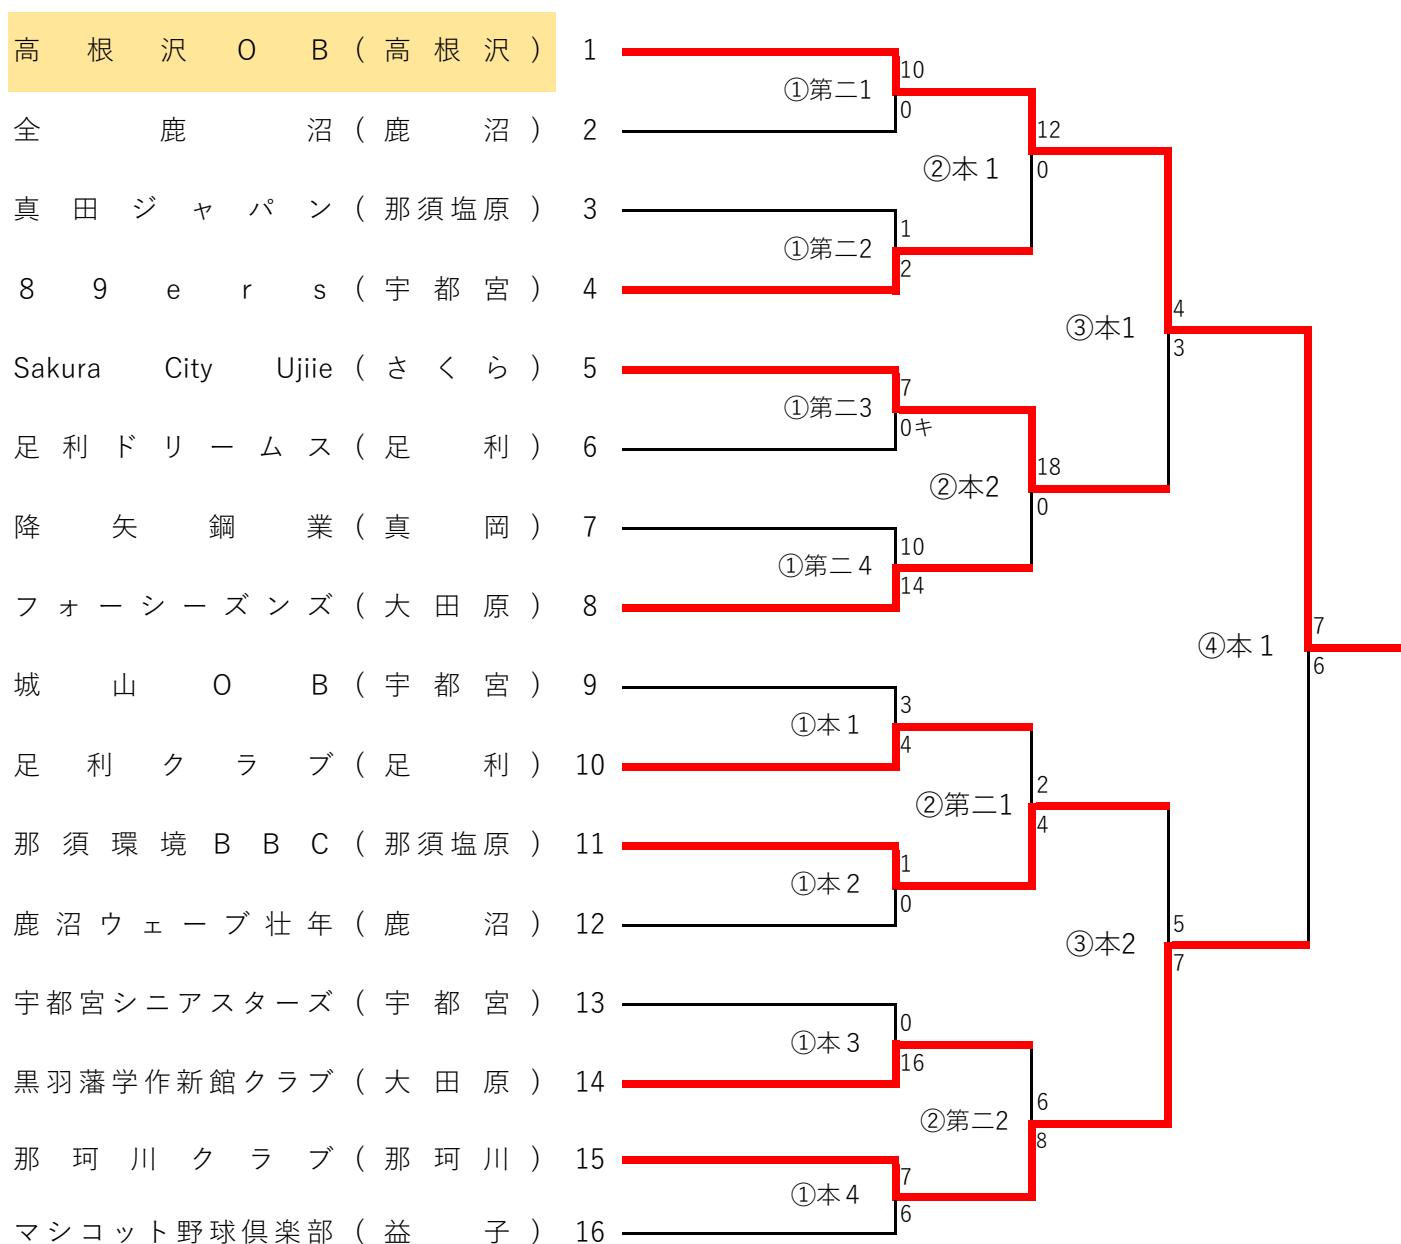 高根沢OB(高根沢) 1
10
①第二1
0
全鹿沼(鹿沼) 2
12
②本1
0
真田ジャパン(那須塩原) 3
1
①第二2
2
89ers(宇都宮) 4
4
③本1
3
Sakura City Ujiie(さくら) 5
7
①第二3
0キ
足利ドリームス(足利) 6
18
②本2
0
降矢鋼業(真岡) 7
10
①第二4
14
フォーシーズンズ(大田原) 8
7
④本1
6
城山OB(宇都宮) 9
3
①本1
4
足利クラブ(足利) 10
2
②第二1
4
那須環境BBC(那須塩原) 11
1
①本2
0
鹿沼ウェーブ壮年(鹿沼) 12
5
③本2
7
宇都宮シニアスターズ(宇都宮) 13
0
①本3
16
黒羽藩学作新館クラブ(大田原) 14
6
②第二2
8
那珂川クラブ(那珂川) 15
7
①本4
6
マシコット野球倶楽部(益子) 16